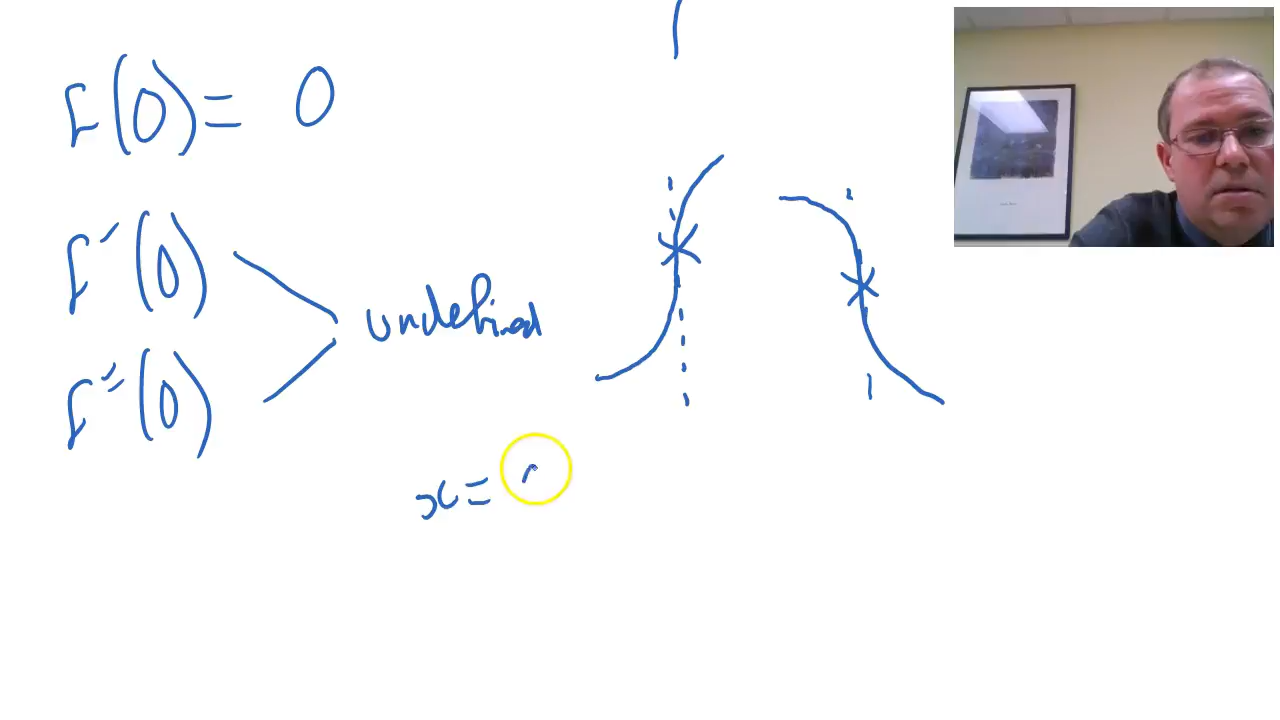 f(0) = 0
f′(0)
undefined
f″(0)
x =